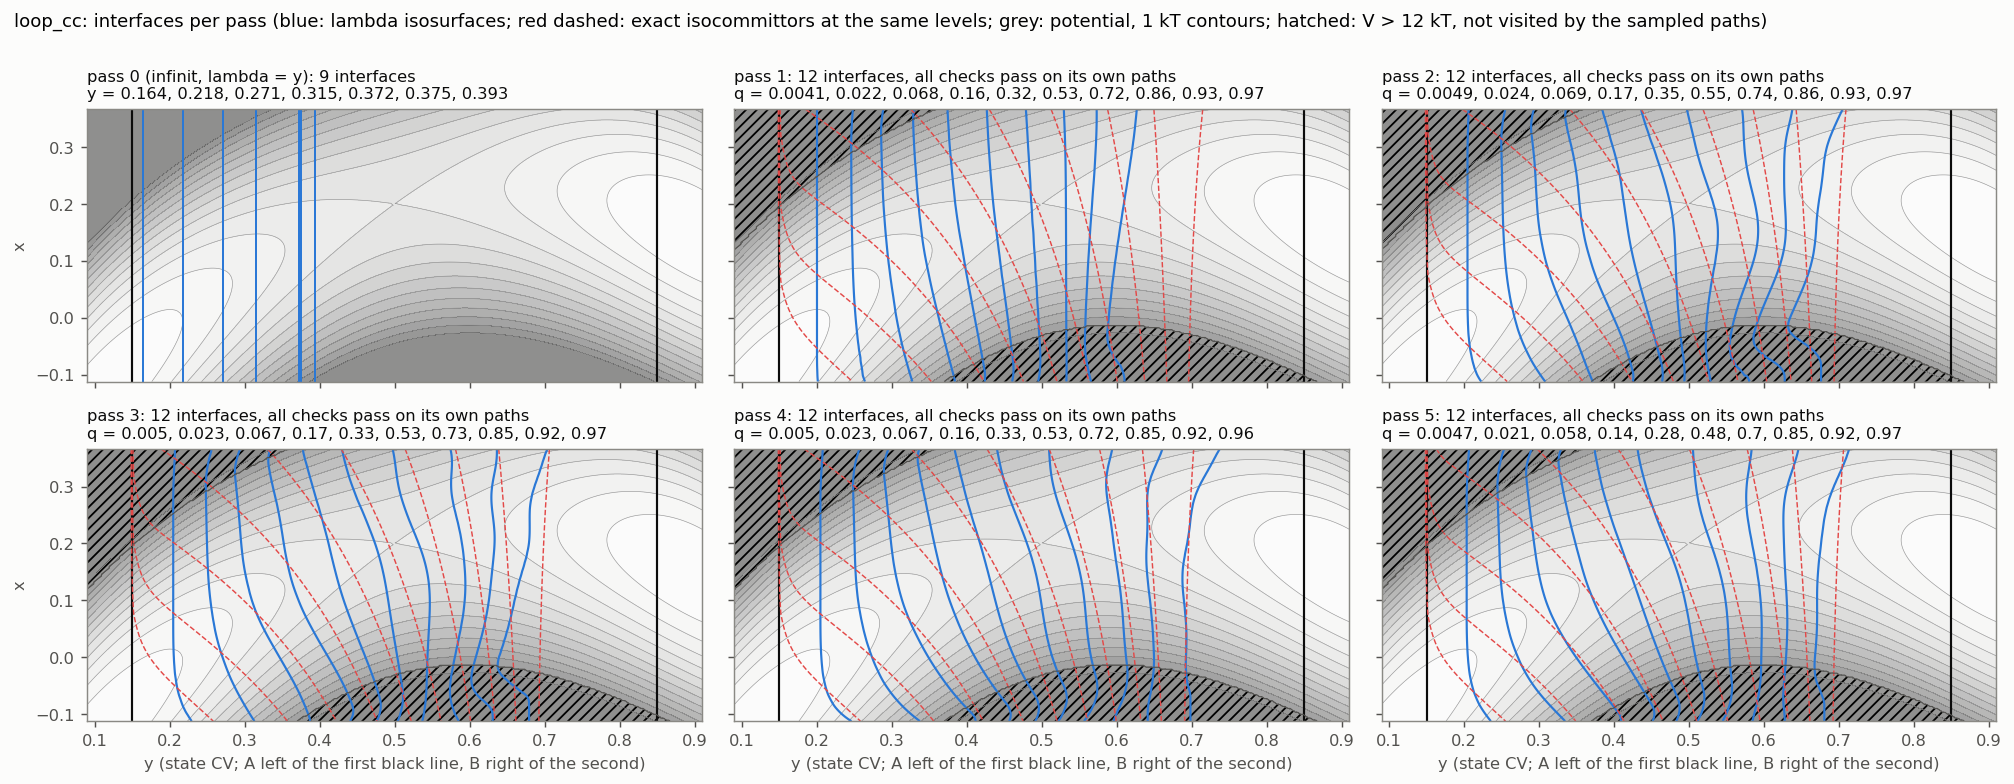 loop_cc: interfaces per pass (blue: lambda isosurfaces; red dashed: exact isocommittors at the same levels; grey: potential, 1 kT contours; hatched: V > 12 kT, not visited by the sampled paths)
pass 0 (infinit, lambda = y): 9 interfaces
y = 0.164, 0.218, 0.271, 0.315, 0.372, 0.375, 0.393
pass 1: 12 interfaces, all checks pass on its own paths
q = 0.0041, 0.022, 0.068, 0.16, 0.32, 0.53, 0.72, 0.86, 0.93, 0.97
pass 2: 12 interfaces, all checks pass on its own paths
q = 0.0049, 0.024, 0.069, 0.17, 0.35, 0.55, 0.74, 0.86, 0.93, 0.97
0.3
0.2
0.1
0.0
−0.1
x
0.1 0.2 0.3 0.4 0.5 0.6 0.7 0.8 0.9
pass 3: 12 interfaces, all checks pass on its own paths
q = 0.005, 0.023, 0.067, 0.17, 0.33, 0.53, 0.73, 0.85, 0.92, 0.97
pass 4: 12 interfaces, all checks pass on its own paths
q = 0.005, 0.023, 0.067, 0.16, 0.33, 0.53, 0.72, 0.85, 0.92, 0.96
pass 5: 12 interfaces, all checks pass on its own paths
q = 0.0047, 0.021, 0.058, 0.14, 0.28, 0.48, 0.7, 0.85, 0.92, 0.97
0.3
0.2
0.1
0.0
−0.1
x
0.1 0.2 0.3 0.4 0.5 0.6 0.7 0.8 0.9
0.1 0.2 0.3 0.4 0.5 0.6 0.7 0.8 0.9
y (state CV; A left of the first black line, B right of the second)
y (state CV; A left of the first black line, B right of the second)
y (state CV; A left of the first black line, B right of the second)